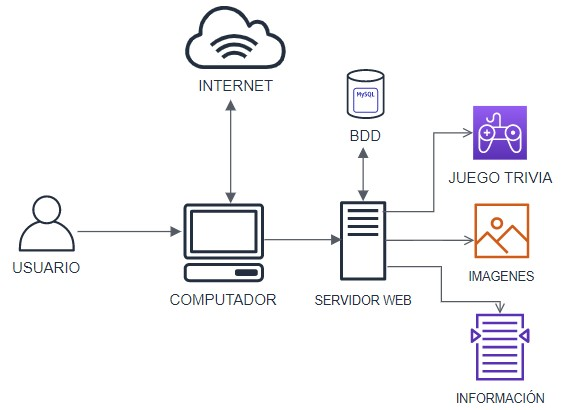 INTERNET
MySQL
BDD
JUEGO TRIVIA
USUARIO
COMPUTADOR
SERVIDOR WEB
IMAGENES
INFORMACIÓN